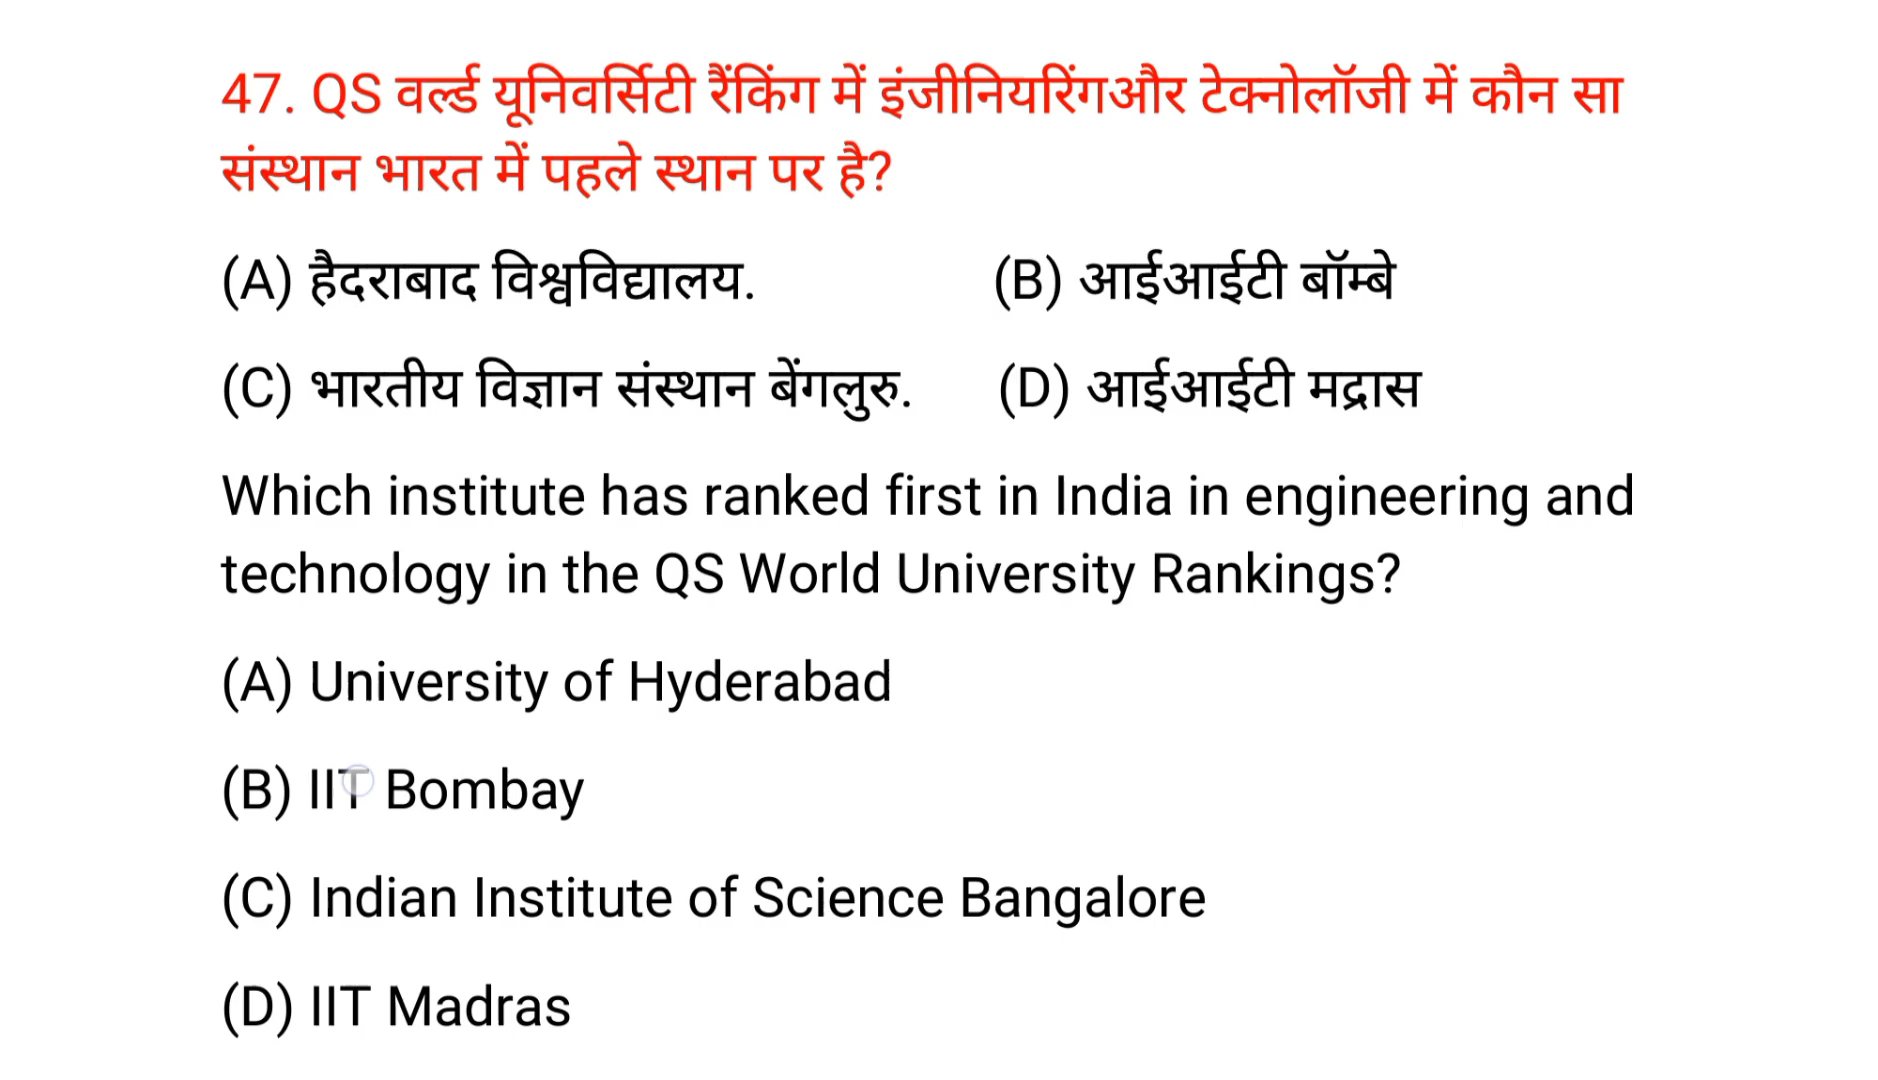 47. QS वर्ल्ड यूनिवर्सिटी रैंकिंग में इंजीनियरिंगऔर टेक्नोलॉजी में कौन सा
संस्थान भारत में पहले स्थान पर है?
(A) हैदराबाद विश्वविद्यालय. (B) आईआईटी बॉम्बे
(C) भारतीय विज्ञान संस्थान बेंगलुरु. (D) आईआईटी मद्रास
Which institute has ranked first in India in engineering and
technology in the QS World University Rankings?
(A) University of Hyderabad
(B) IIT Bombay
(C) Indian Institute of Science Bangalore
(D) IIT Madras